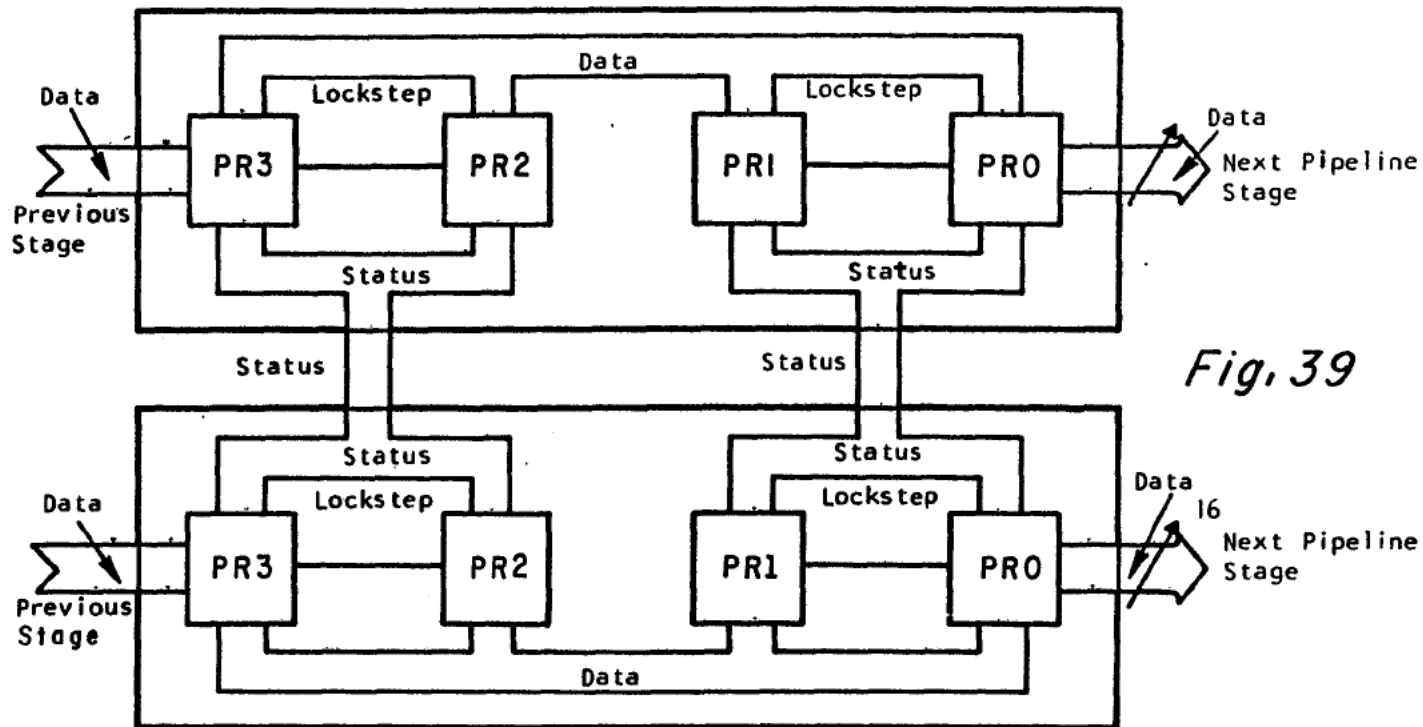 Data
Lockstep
Lockstep
Data
Data
PR3
PR2
PR1
PR0
Next Pipeline
Stage
Previous
Stage
Status
Status
Status
Status
Fig. 39
Status
Status
Lockstep
Lockstep
Data
Data
16
PR3
PR2
PR1
PR0
Next Pipeline
Stage
Previous
Stage
Data